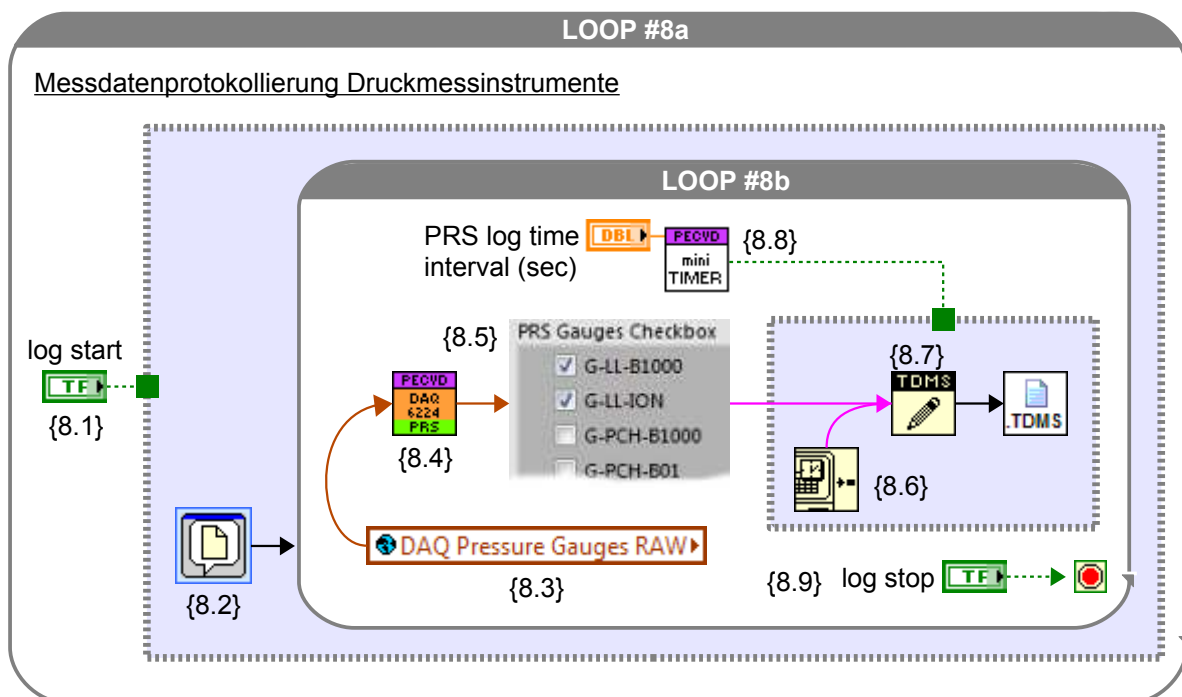 LOOP #8a
Messdatenprotokollierung Druckmessinstrumente
LOOP #8b
PRS log time
interval (sec)
DBL
PECVD
mini
TIMER
{8.8}
{8.5}
PRS Gauges Checkbox
G-LL-B1000
G-LL-ION
G-PCH-B1000
G-PCH-B01
log start
TF
{8.1}
PECVD
DAQ
6224
PRS
{8.4}
{8.7}
TDMS
.TDMS
{8.6}
DAQ Pressure Gauges RAW
{8.3}
{8.2}
{8.9}
log stop
TF